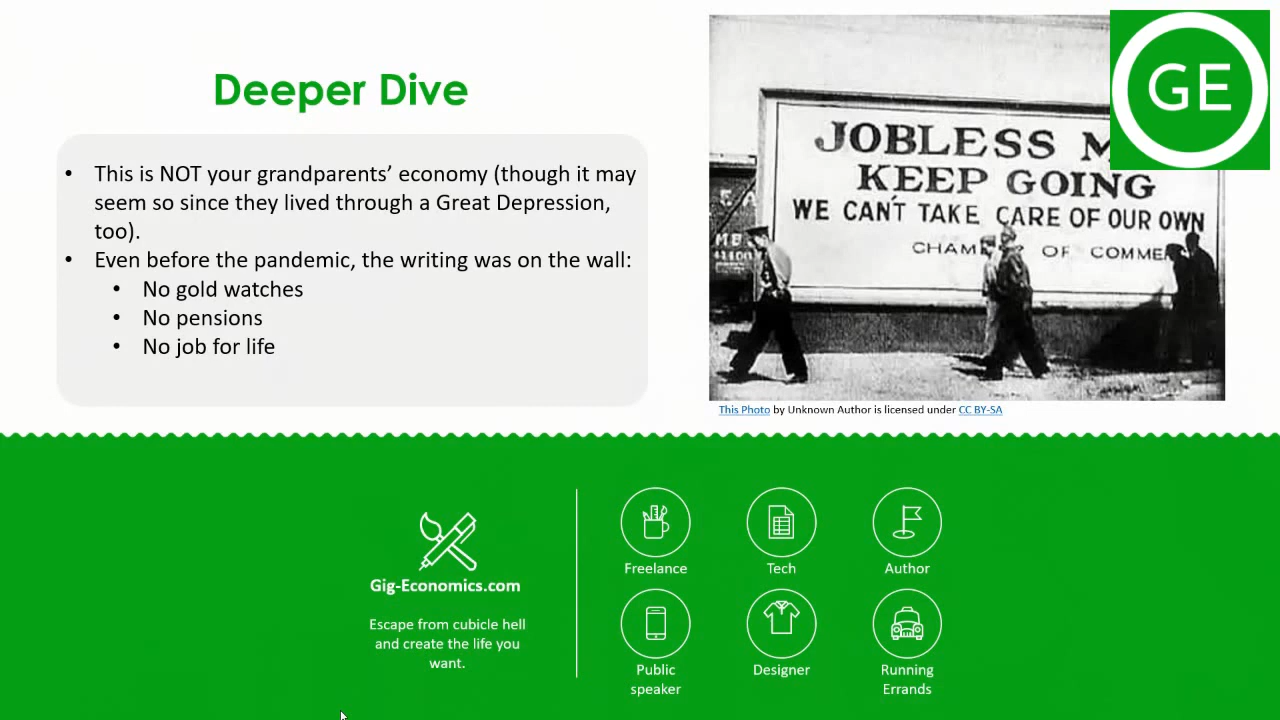 Deeper Dive
• This is NOT your grandparents’ economy (though it may
seem so since they lived through a Great Depression,
too).
• Even before the pandemic, the writing was on the wall:
• No gold watches
• No pensions
• No job for life
GE
JOBLESS M
KEEP GOING
WE CAN'T TAKE CARE OF OUR OWN
CHAM OF COMME
This Photo by Unknown Author is licensed under CC BY-SA
Gig-Economics.com
Escape from cubicle hell
and create the life you
want.
Freelance
Tech
Author
Public
speaker
Designer
Running
Errands